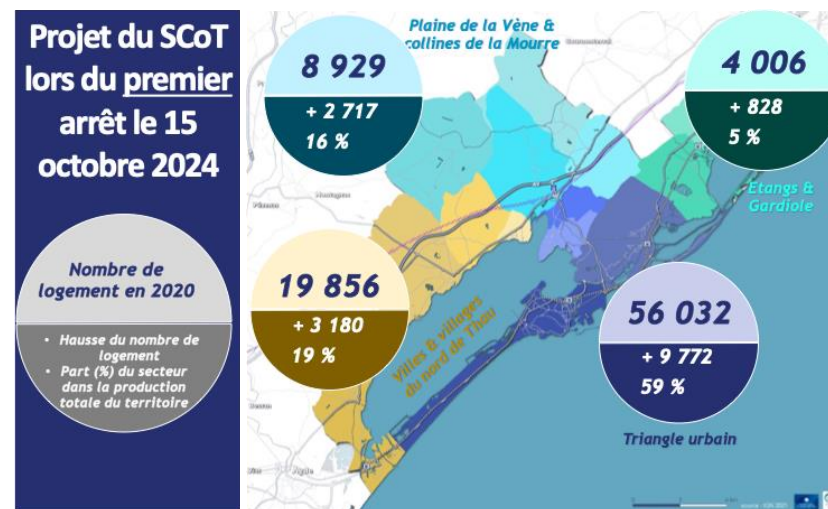 Projet du SCoT
lors du premier
arrêt le 15
octobre 2024
Nombre de
logement en 2020
• Hausse du nombre de
logement
• Part (%) du secteur
dans la production
totale du territoire
Plaine de la Vène &
collines de la Mourre
8 929
+ 2 717
16 %
4 006
+ 828
5 %
Etangs &
Gardiole
19 856
+ 3 180
19 %
Villes & villages
du nord de Thau
56 032
+ 9 772
59 %
Triangle urbain